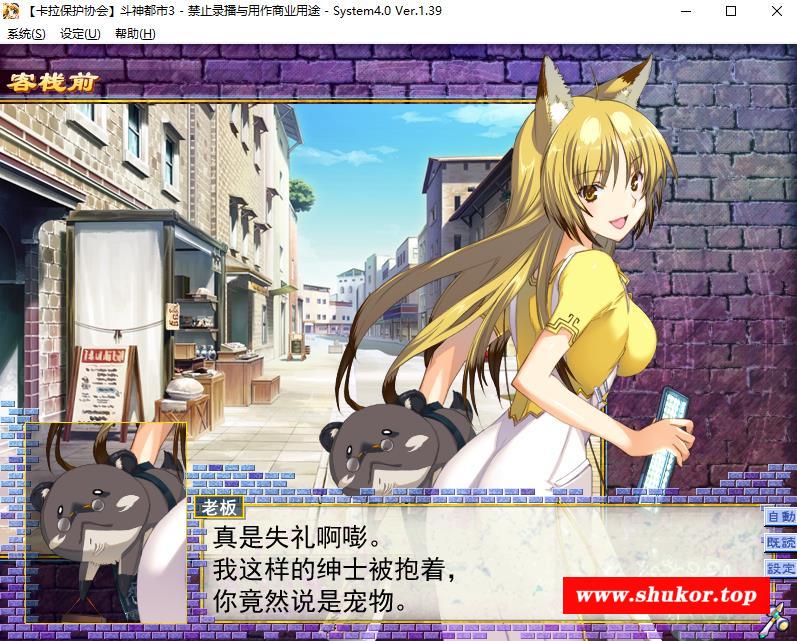 【卡拉保护协会】斗神都市3 - 禁止录播与用作商业用途 - System4.0 Ver.1.39
系统(S) 设定(U) 帮助(H)
客栈前
老板
真是失礼啊嘭。
我这样的绅士被抱着，
你竟然说是宠物。
自動
既読
設定
www.shukor.top